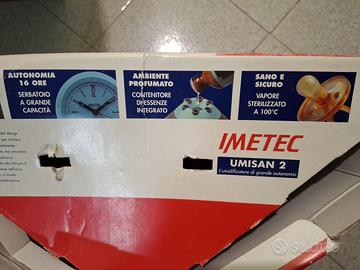 AUTONOMIA
16 ORE
SERBATOIO
A GRANDE
CAPACITÀ
AMBIENTE
PROFUMATO
CONTENITORE
D'ESSENZE
INTEGRATO
SANO E
SICURO
VAPORE
STERILIZZATO
A 100°C
design
IMETEC
UMISAN 2
L'umidificatore di grande autonomia
subito.it